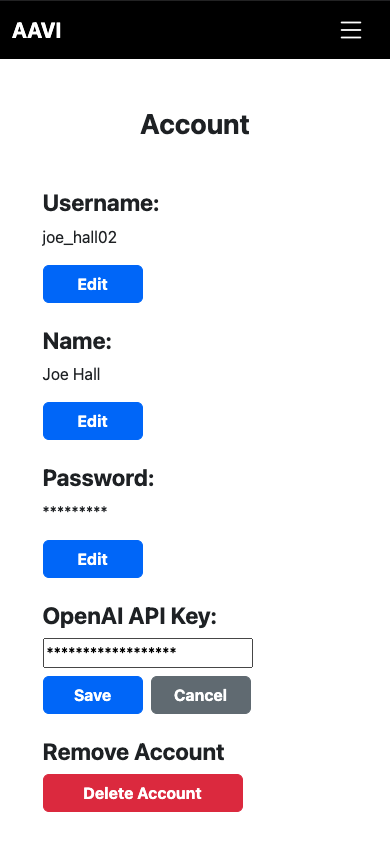 AAVI
Account
Username:
joe_hall02
Edit
Name:
Joe Hall
Edit
Password:
*********
Edit
OpenAI API Key:
******************
Save Cancel
Remove Account
Delete Account